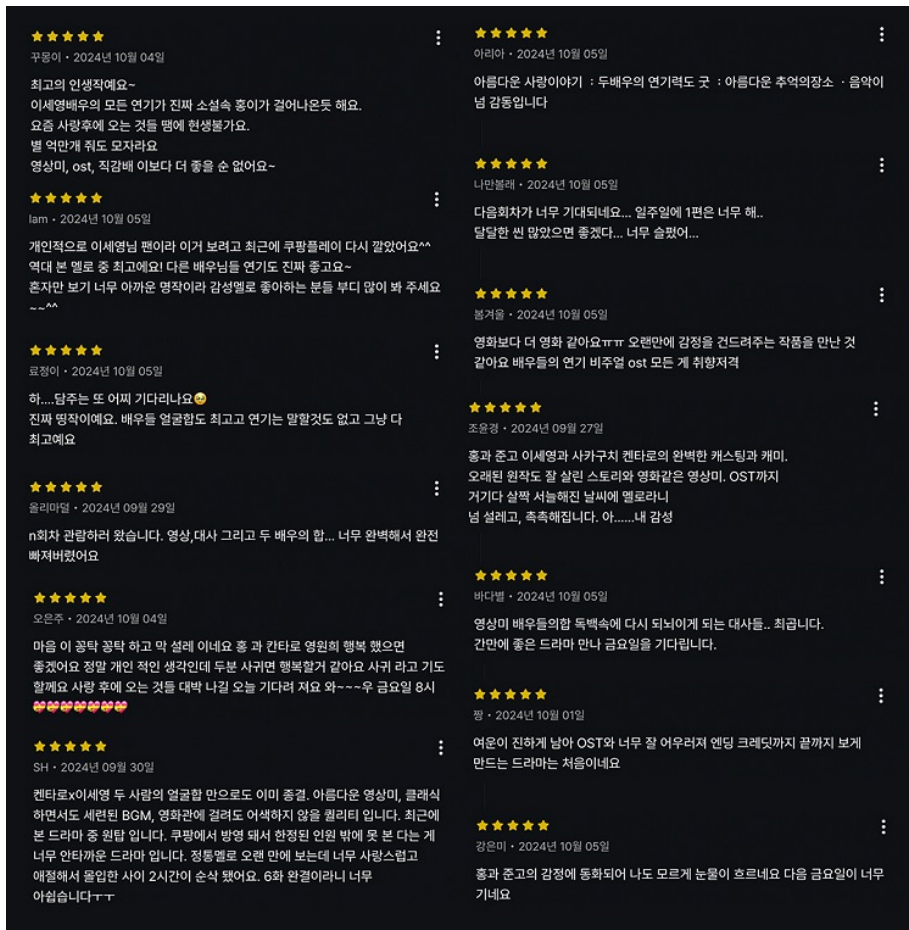 꾸몽이 • 2024년 10월 04일
최고의 인생작예요~
이세영배우의 모든 연기가 진짜 소설속 홍이가 걸어나온듯 해요.
요즘 사랑후에 오는 것들 땜에 현생불가요.
별 억만개 줘도 모자라요
영상미, ost, 직감배 이보다 더 좋을 순 없어요~
Iam • 2024년 10월 05일
개인적으로 이세영님 팬이라 이거 보려고 최근에 쿠팡플레이 다시 깔았어요^^
역대 본 멜로 중 최고에요! 다른 배우님들 연기도 진짜 좋고요~
혼자만 보기 너무 아까운 명작이라 감성멜로 좋아하는 분들 부디 많이 봐 주세요
~~^^
료정이 • 2024년 10월 05일
하....담주는 또 어찌 기다리나요🥹
진짜 띵작이예요. 배우들 얼굴합도 최고고 연기는 말할것도 없고 그냥 다
최고예요
올리마덜 • 2024년 09월 29일
n회차 관람하러 왔습니다. 영상,대사 그리고 두 배우의 합... 너무 완벽해서 완전
빠져버렸어요
오은주 • 2024년 10월 04일
마음 이 꽁탁 꽁탁 하고 막 설레 이네요 홍 과 칸타로 영원희 행복 했으면
좋겠어요 정말 개인 적인 생각인데 두분 사귀면 행복할거 같아요 사귀 라고 기도
할께요 사랑 후에 오는 것들 대박 나길 오늘 기다려 져요 와~~~우 금요일 8시
💝💝💝💝💝💝💝
SH • 2024년 09월 30일
켄타로x이세영 두 사람의 얼굴합 만으로도 이미 종결. 아름다운 영상미, 클래식
하면서도 세련된 BGM, 영화관에 걸려도 어색하지 않을 퀄리티 입니다. 최근에
본 드라마 중 원탑 입니다. 쿠팡에서 방영 돼서 한정된 인원 밖에 못 본 다는 게
너무 안타까운 드라마 입니다. 정통멜로 오랜 만에 보는데 너무 사랑스럽고
애절해서 몰입한 사이 2시간이 순삭 됐어요. 6화 완결이라니 너무
아쉽습니다ㅜㅜ
아리아 • 2024년 10월 05일
아름다운 사랑이야기 : 두배우의 연기력도 굿 : 아름다운 추억의장소 · 음악이
넘 감동입니다
나만볼래 • 2024년 10월 05일
다음회차가 너무 기대되네요... 일주일에 1편은 너무 해..
달달한 씬 많았으면 좋겠다... 너무 슬펐어...
봄겨울 • 2024년 10월 05일
영화보다 더 영화 같아요ㅠㅠ 오랜만에 감정을 건드려주는 작품을 만난 것
같아요 배우들의 연기 비주얼 ost 모든 게 취향저격
조윤경 • 2024년 09월 27일
홍과 준고 이세영과 사카구치 켄타로의 완벽한 캐스팅과 캐미.
오래된 원작도 잘 살린 스토리와 영화같은 영상미. OST까지
거기다 살짝 서늘해진 날씨에 멜로라니
넘 설레고, 촉촉해집니다. 아......내 감성
바다별 • 2024년 10월 05일
영상미 배우들의합 독백속에 다시 되뇌이게 되는 대사들.. 최곱니다.
간만에 좋은 드라마 만나 금요일을 기다립니다.
짱 • 2024년 10월 01일
여운이 진하게 남아 OST와 너무 잘 어우러져 엔딩 크레딧까지 끝까지 보게
만드는 드라마는 처음이네요
강은미 • 2024년 10월 05일
홍과 준고의 감정에 동화되어 나도 모르게 눈물이 흐르네요 다음 금요일이 너무
기네요